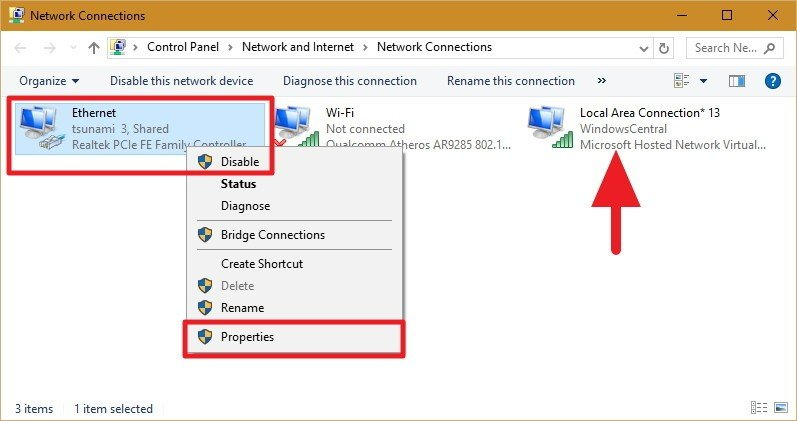 Network Connections
Control Panel > Network and Internet > Network Connections
Search Ne...
Organize Disable this network device Diagnose this connection Rename this connection »
Ethernet
tsunami 3, Shared
Realtek PCIe FE Family Controller
Wi-Fi
Not connected
Qualcomm Atheros AR9285 802.1...
Local Area Connection* 13
WindowsCentral
Microsoft Hosted Network Virtual...
Disable
Status
Diagnose
Bridge Connections
Create Shortcut
Delete
Rename
Properties
3 items 1 item selected